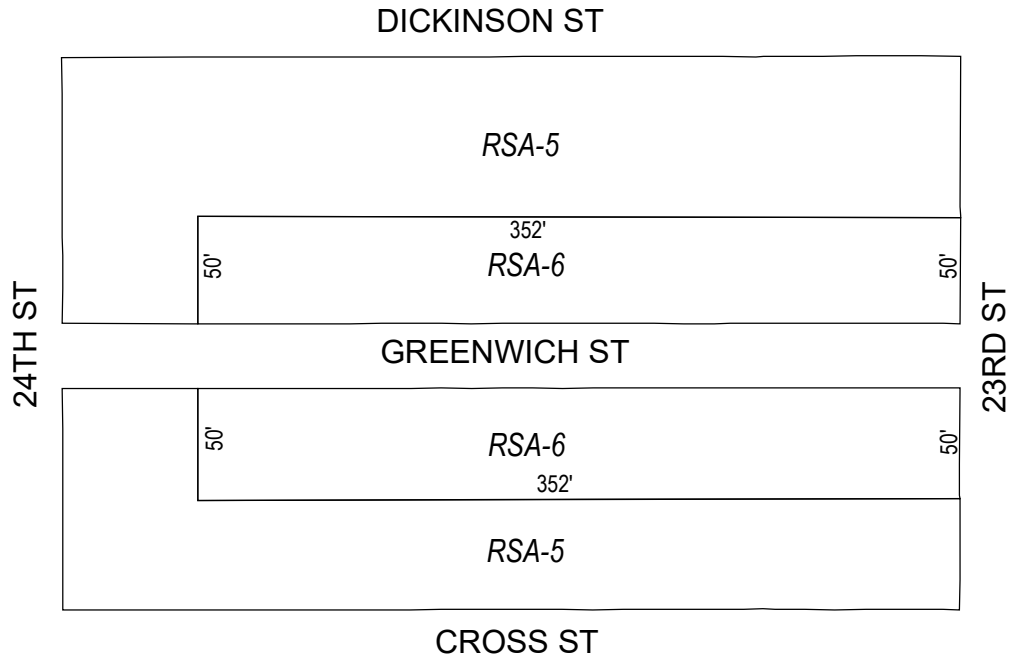 DICKINSON ST
RSA-5
352'
50'
RSA-6
50'
24TH ST
GREENWICH ST
23RD ST
50'
RSA-6
50'
352'
RSA-5
CROSS ST